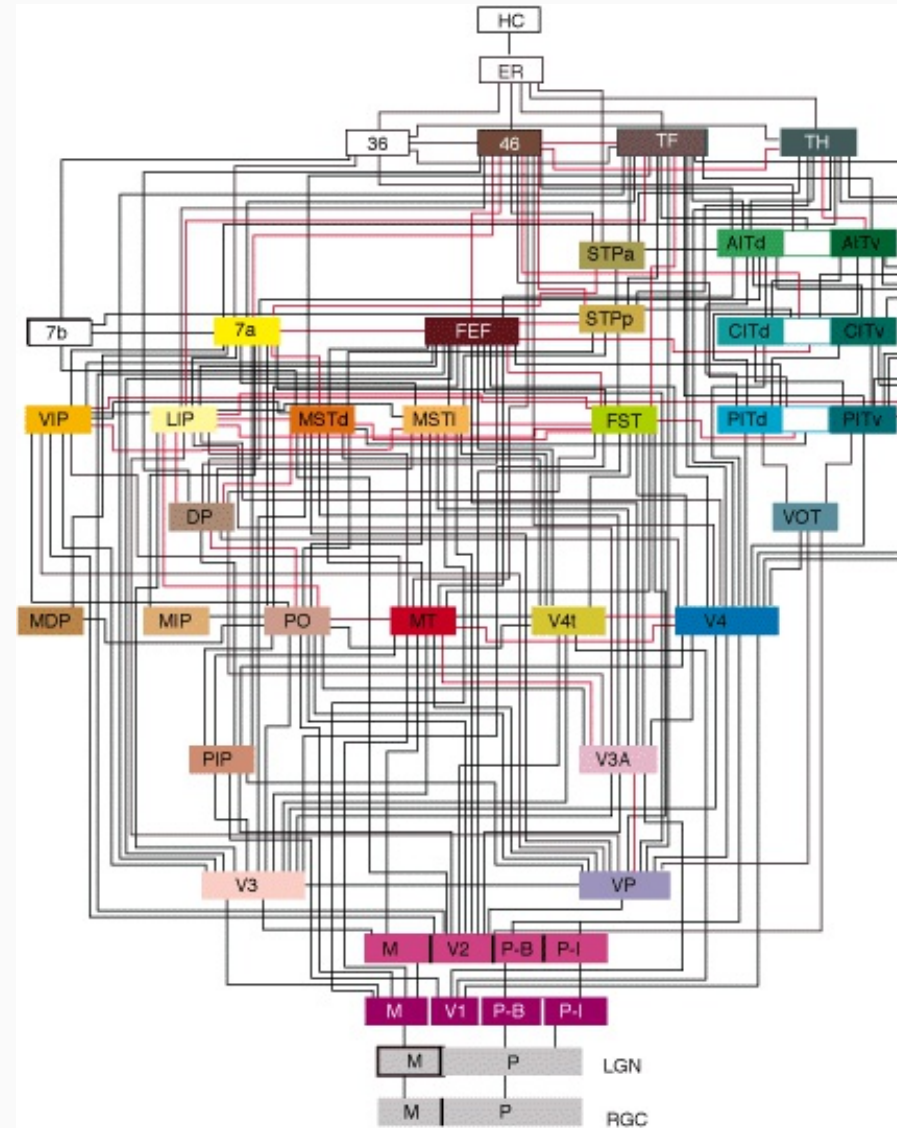 HC
ER
36 46 TF TH
STPa AITd AITv
7b 7a FEF STPp CITd CITv
VIP LIP MSTd MSTl FST PITd PITv
DP VOT
MDP MIP PO MT V4t V4
PIP V3A
V3 VP
M V2 P-B P-I
M V1 P-B P-I
M P LGN
M P RGC